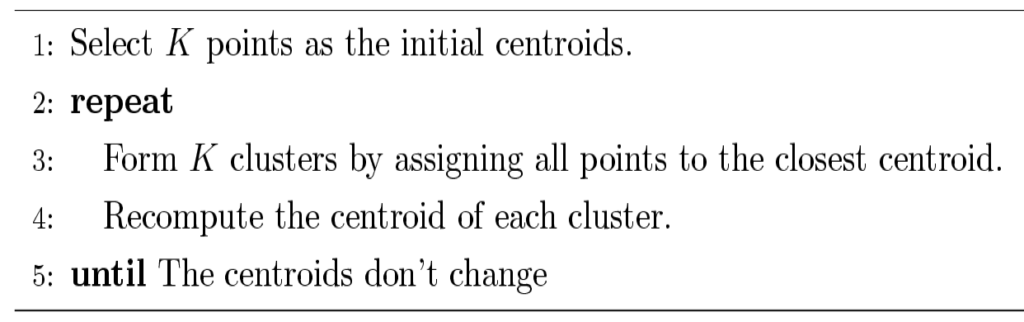 1: Select K points as the initial centroids.
2: repeat
3: Form K clusters by assigning all points to the closest centroid.
4: Recompute the centroid of each cluster.
5: until The centroids don't change